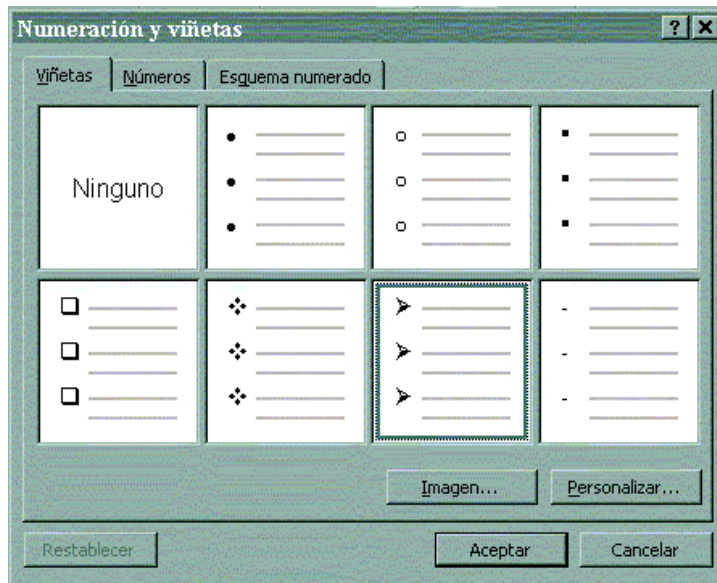 Numeración y viñetas
Viñetas Números Esquema numerado
Ninguno
Imagen... Personalizar...
Restablecer Aceptar Cancelar